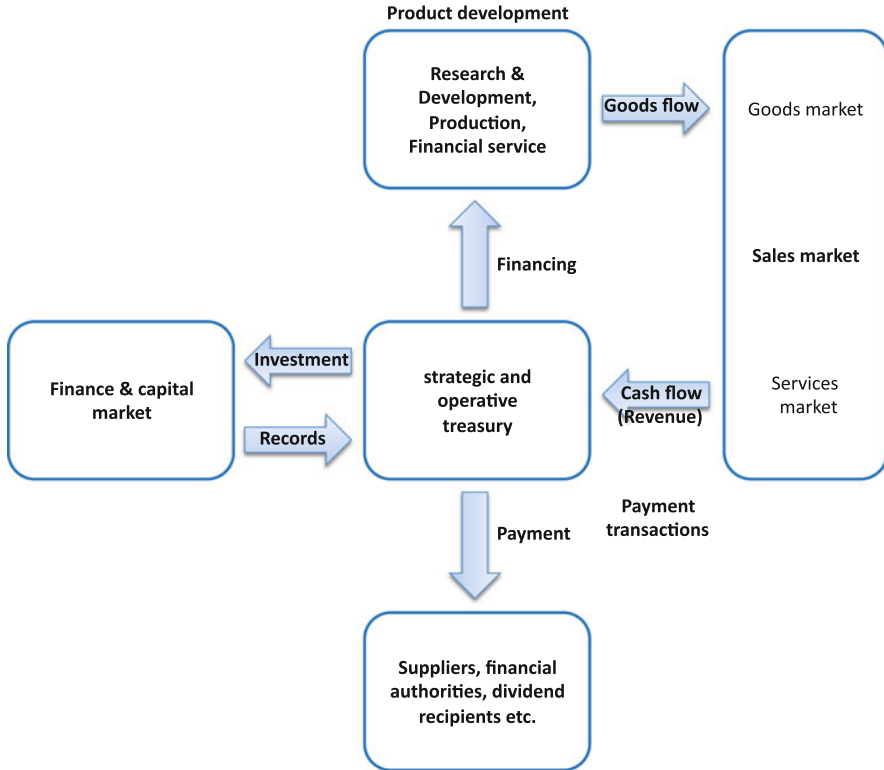 Product development
Research &
Development,
Production,
Financial service
Goods flow
Goods market
Sales market
Services
market
Financing
Finance & capital
market
Investment
Records
strategic and
operative
treasury
Cash flow
(Revenue)
Payment
transactions
Payment
Suppliers, financial
authorities, dividend
recipients etc.